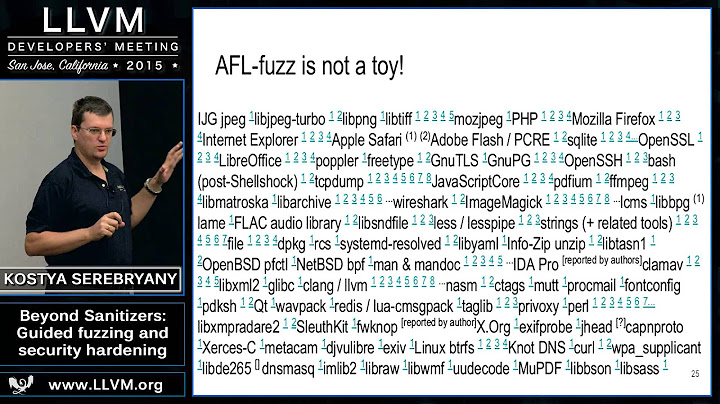 LLVM
DEVELOPERS' MEETING
San Jose, California ★ 2015 ★
KOSTYA SEREBRYANY
Beyond Sanitizers:
Guided fuzzing and
security hardening
www.LLVM.org
AFL-fuzz is not a toy!
IJG jpeg 1libjpeg-turbo 1 2libpng 1libtiff 1 2 3 4 5mozjpeg 1PHP 1 2 3 4Mozilla Firefox 1 2 3
4Internet Explorer 1 2 3 4Apple Safari (1) (2)Adobe Flash / PCRE 1 2sqlite 1 2 3 4...OpenSSL 1
2 3 4LibreOffice 1 2 3 4poppler 1freetype 1 2GnuTLS 1GnuPG 1 2 3 4OpenSSH 1 2 3bash
(post-Shellshock) 1 2tcpdump 1 2 3 4 5 6 7 8JavaScriptCore 1 2 3 4pdfium 1 2ffmpeg 1 2 3
4libmatroska 1libarchive 1 2 3 4 5 6 ...wireshark 1 2ImageMagick 1 2 3 4 5 6 7 8 ...lcms 1libbpg (1)
lame 1FLAC audio library 1 2libsndfile 1 2 3less / lesspipe 1 2 3strings (+ related tools) 1 2 3
4 5 6 7file 1 2 3 4dpkg 1rcs 1systemd-resolved 1 2libyaml 1Info-Zip unzip 1 2libtasn1 1
2OpenBSD pfctl 1NetBSD bpf 1man & mandoc 1 2 3 4 5 ...IDA Pro [reported by authors]clamav 1 2
3 4 5libxml2 1glibc 1clang / llvm 1 2 3 4 5 6 7 8 ...nasm 1 2ctags 1mutt 1procmail 1fontconfig
1pdksh 1 2Qt 1wavpack 1redis / lua-cmsgpack 1taglib 1 2 3privoxy 1perl 1 2 3 4 5 6 7...
libxmpradare2 1 2SleuthKit 1fwknop [reported by author]X.Org 1exifprobe 1jhead [?]capnproto
1Xerces-C 1metacam 1djvulibre 1exiv 1Linux btrfs 1 2 3 4Knot DNS 1curl 1 2wpa_supplicant
1libde265 []dnsmasq 1imlib2 1libraw 1libwmf 1uudecode 1MuPDF 1libbson 1libsass 1
25